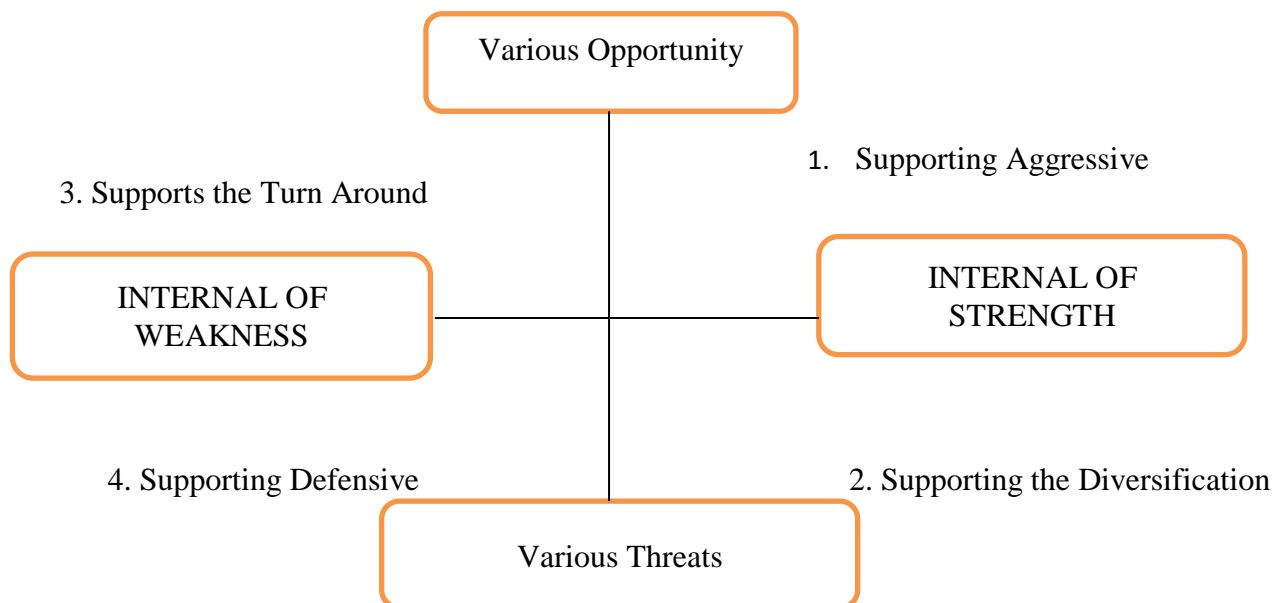 Various Opportunity
1. Supporting Aggressive
3. Supports the Turn Around
INTERNAL OF
WEAKNESS
INTERNAL OF
STRENGTH
4. Supporting Defensive
2. Supporting the Diversification
Various Threats